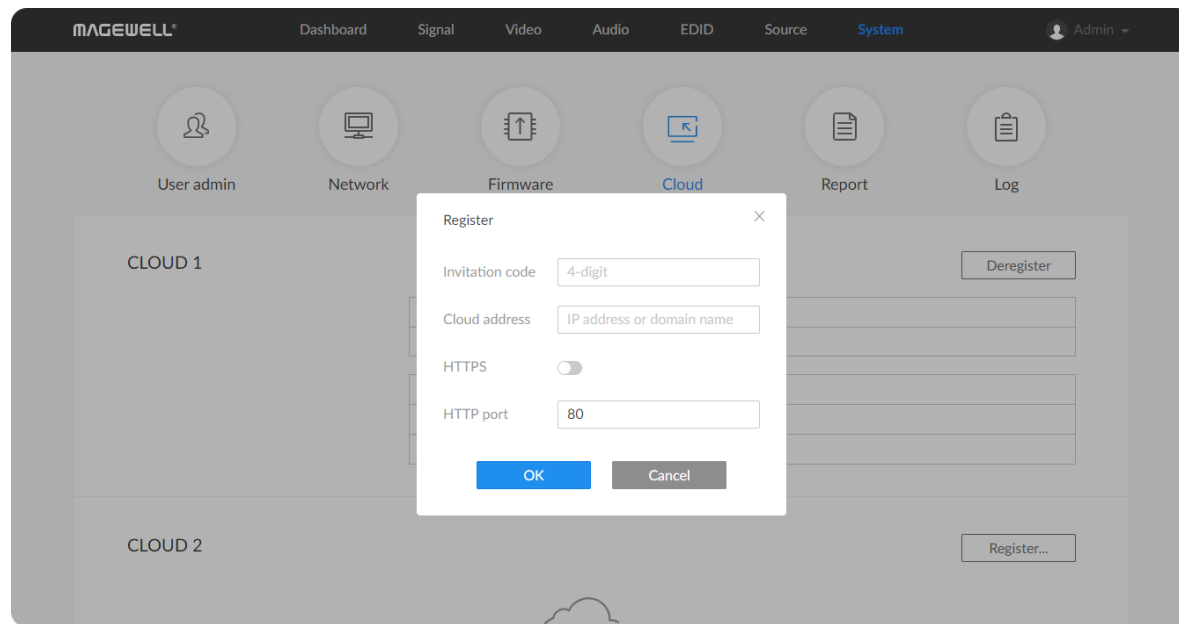 MAGEWELL®
Dashboard Signal Video Audio EDID Source System Admin
User admin Network Firmware Cloud Report Log
Register
CLOUD 1 Deregister
Invitation code 4-digit
Cloud address IP address or domain name
HTTPS
HTTP port 80
OK Cancel
CLOUD 2 Register...